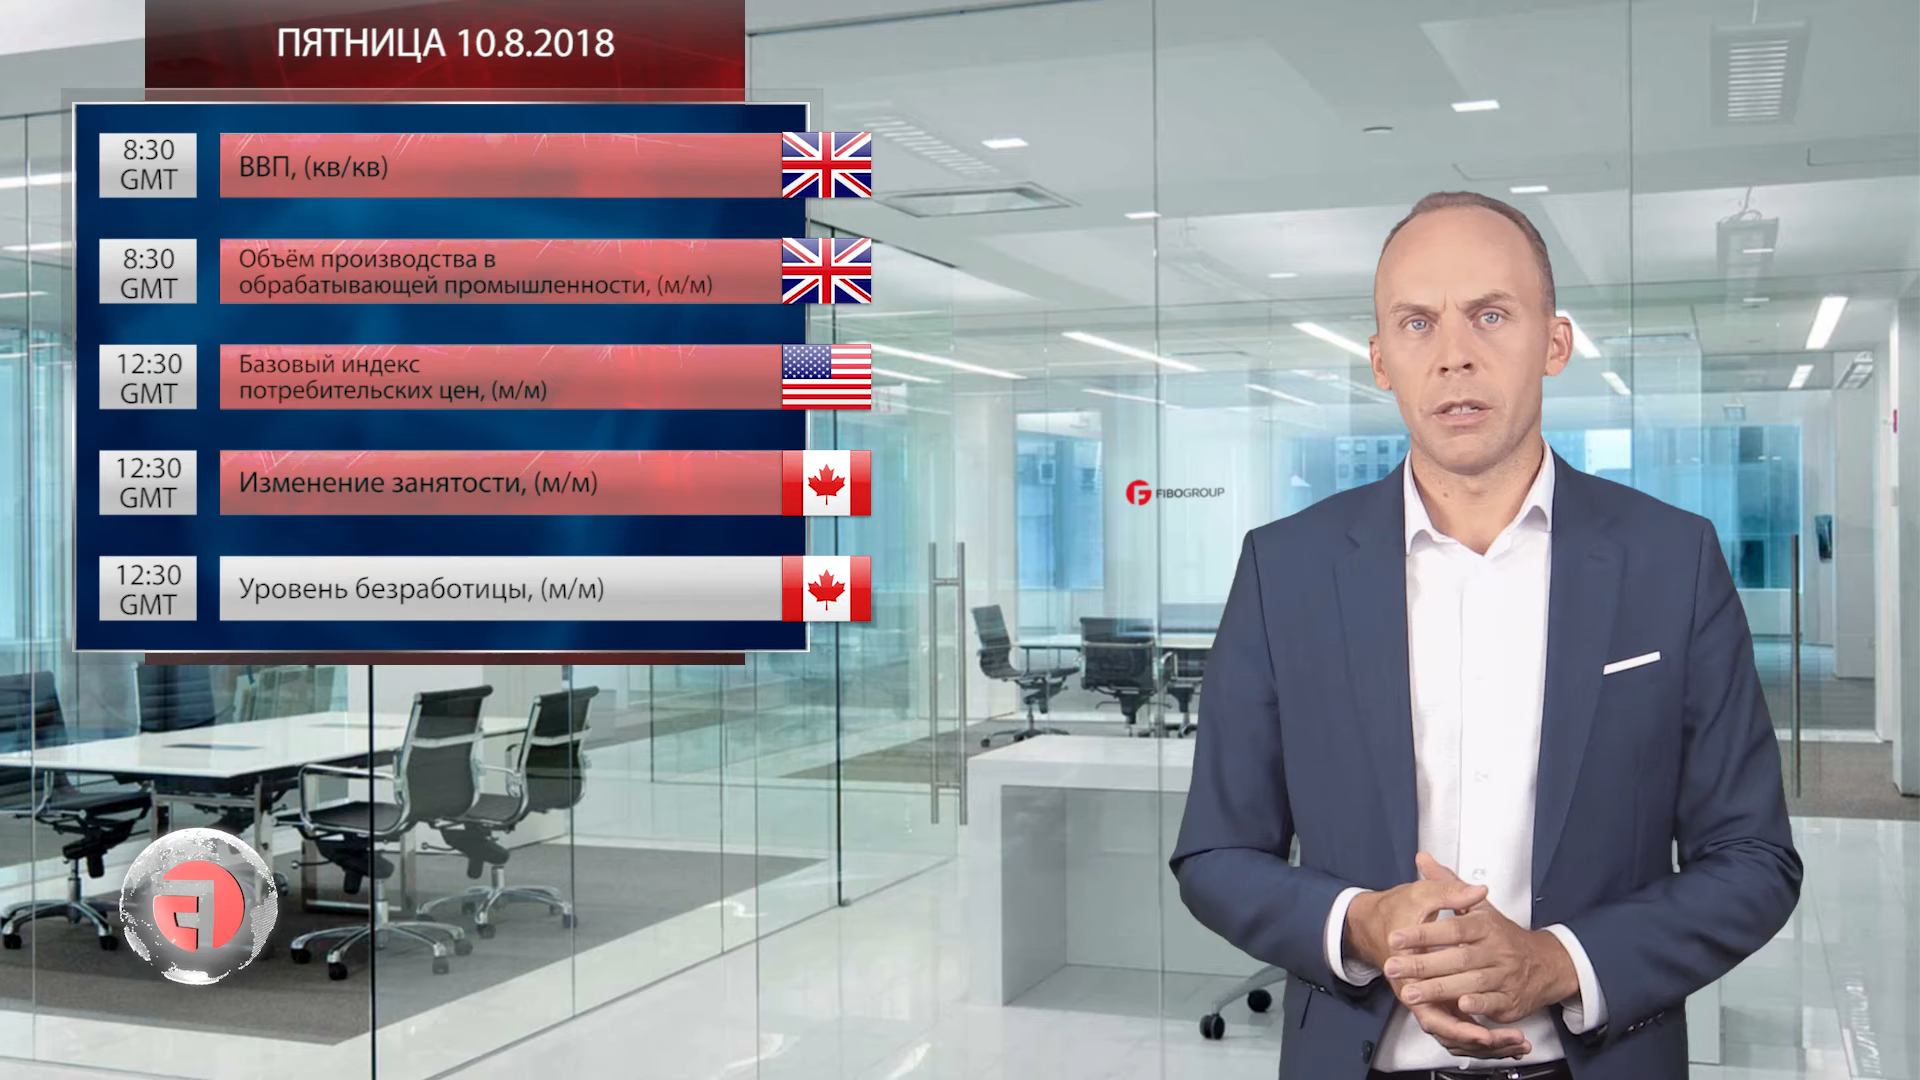 ПЯТНИЦА 10.8.2018
8:30
GMT
ВВП, (кв/кв)
8:30
GMT
Объём производства в
обрабатывающей промышленности, (м/м)
12:30
GMT
Базовый индекс
потребительских цен, (м/м)
12:30
GMT
Изменение занятости, (м/м)
12:30
GMT
Уровень безработицы, (м/м)
FIBOGROUP